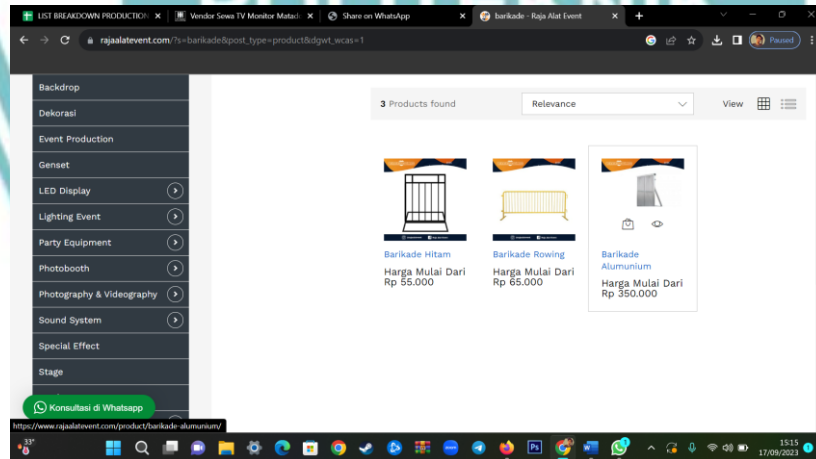 LIST BREAKDOWN PRODUCTION
Vendor Sewa TV Monitor Matad
Share on WhatsApp
barikade - Raja Alat Event
rajaalatevent.com/?s=barikade&post_type=product&dgwt_wcas=1
Paused
Backdrop
Dekorasi
Event Production
Genset
LED Display
Lighting Event
Party Equipment
Photobooth
Photography & Videography
Sound System
Special Effect
Stage
3 Products found
Relevance
View
Barikade Hitam
Harga Mulai Dari
Rp 55.000
Barikade Rowing
Harga Mulai Dari
Rp 65.000
Barikade
Alumunium
Harga Mulai Dari
Rp 350.000
Konsultasi di Whatsapp
https://www.rajaalatevent.com/product/barikade-alumunium/
33°
Ps
15:15
17/09/2023